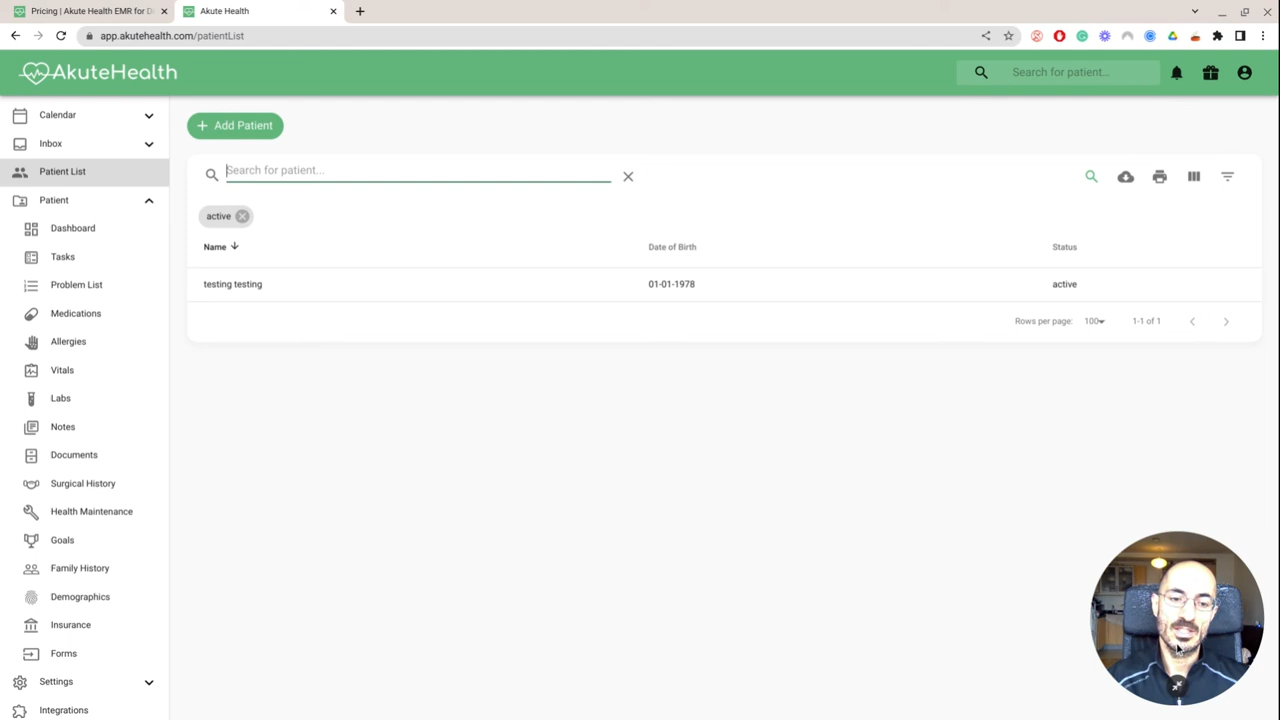 Pricing | Akute Health EMR for D
Akute Health
app.akutehealth.com/patientList
AkuteHealth
Search for patient...
Calendar
Inbox
Patient List
Patient
Dashboard
Tasks
Problem List
Medications
Allergies
Vitals
Labs
Notes
Documents
Surgical History
Health Maintenance
Goals
Family History
Demographics
Insurance
Forms
Settings
Integrations
+ Add Patient
Search for patient...
active
Name Date of Birth Status
testing testing 01-01-1978 active
Rows per page: 100 1-1 of 1